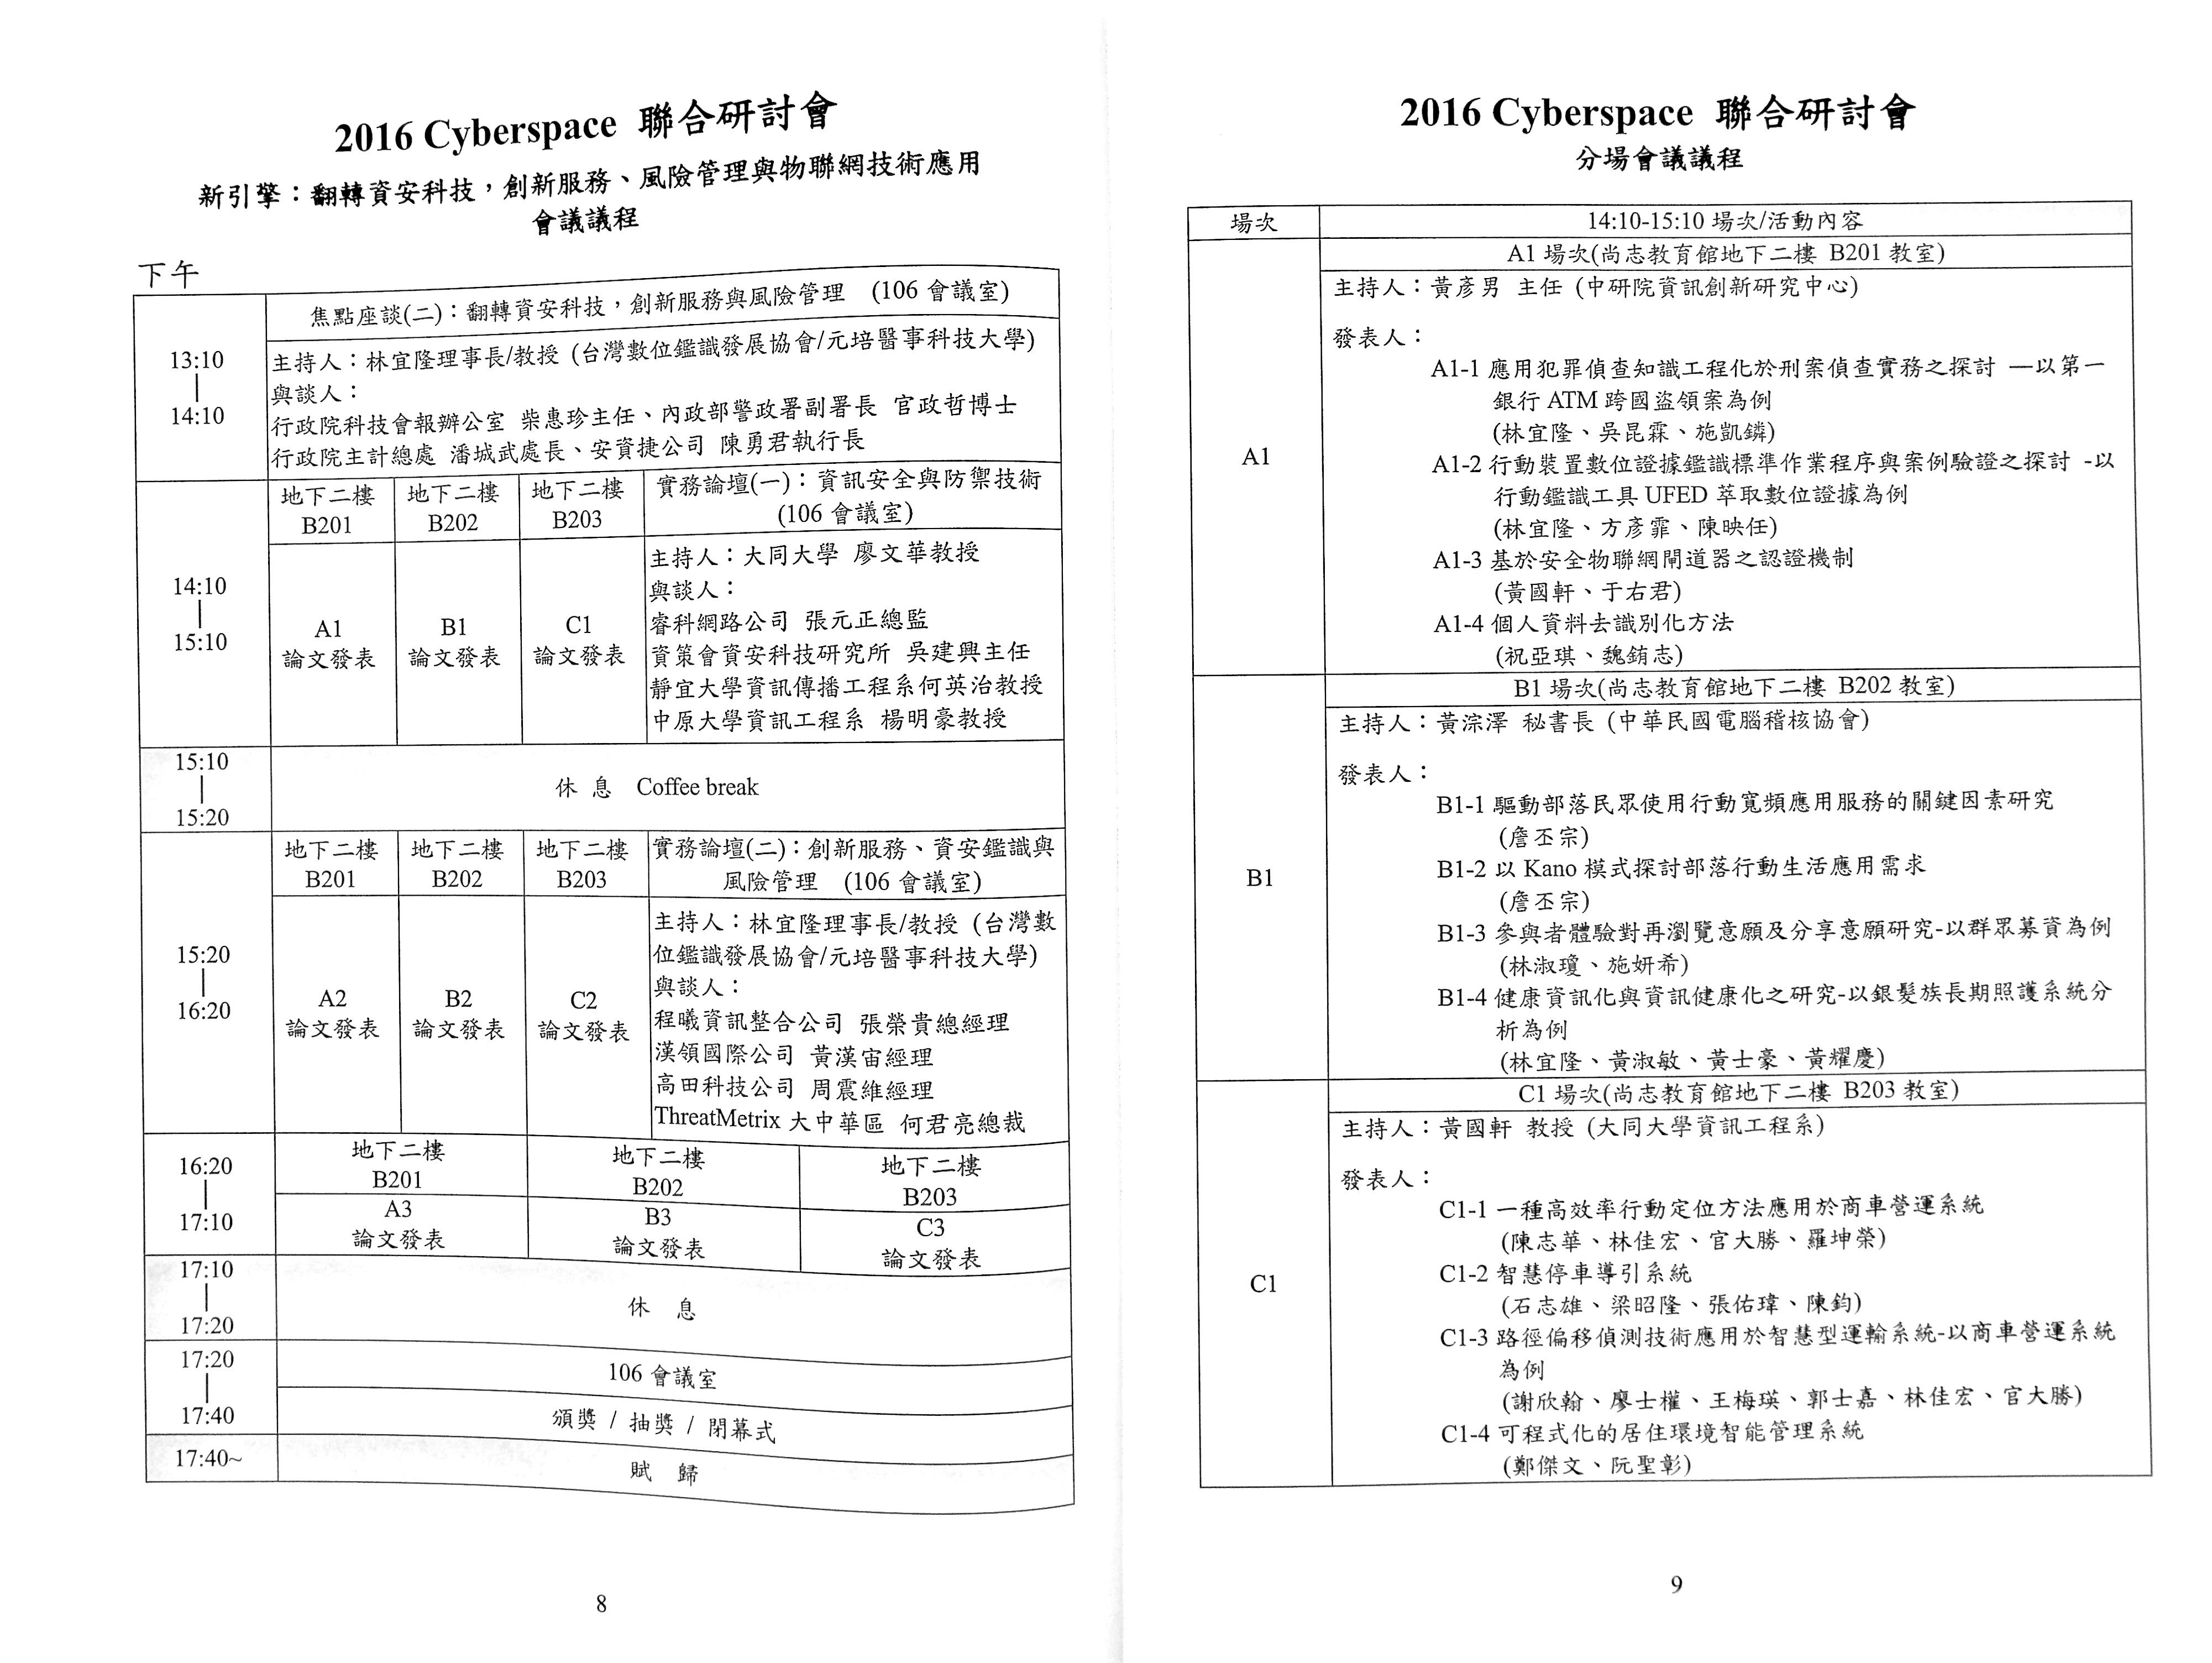 2016 Cyberspace 聯合研討會
新引擎：翻轉資安科技，創新服務、風險管理與物聯網技術應用
會議議程
下午
13:10
|
14:10
焦點座談(二)：翻轉資安科技，創新服務與風險管理 (106 會議室)
主持人：林宜隆理事長/教授 (台灣數位鑑識發展協會/元培醫事科技大學)
與談人：
行政院科技會報辦公室 柴惠珍主任、內政部警政署副署長 官政哲博士
行政院主計總處 潘城武處長、安資捷公司 陳勇君執行長
14:10
|
15:10
地下二樓
B201
地下二樓
B202
地下二樓
B203
實務論壇(一)：資訊安全與防禦技術
(106 會議室)
A1
論文發表
B1
論文發表
C1
論文發表
主持人：大同大學 廖文華教授
與談人：
睿科網路公司 張元正總監
資策會資安科技研究所 吳建興主任
靜宜大學資訊傳播工程系何英治教授
中原大學資訊工程系 楊明豪教授
15:10
|
15:20
休 息 Coffee break
15:20
|
16:20
地下二樓
B201
地下二樓
B202
地下二樓
B203
實務論壇(二)：創新服務、資安鑑識與
風險管理 (106 會議室)
A2
論文發表
B2
論文發表
C2
論文發表
主持人：林宜隆理事長/教授 (台灣數
位鑑識發展協會/元培醫事科技大學)
與談人：
程曦資訊整合公司 張榮貴總經理
漢領國際公司 黃漢宙經理
高田科技公司 周震維經理
ThreatMetrix 大中華區 何君亮總裁
16:20
|
17:10
地下二樓
B201
地下二樓
B202
地下二樓
B203
A3
論文發表
B3
論文發表
C3
論文發表
17:10
|
17:20
休 息
17:20
|
17:40
106 會議室
頒獎 / 抽獎 / 閉幕式
17:40~
賦 歸
8
2016 Cyberspace 聯合研討會
分場會議議程
場次
14:10-15:10 場次/活動內容
A1
A1 場次(尚志教育館地下二樓 B201 教室)
主持人：黃彥男 主任 (中研院資訊創新研究中心)
發表人：
A1-1 應用犯罪偵查知識工程化於刑案偵查實務之探討 —以第一
銀行 ATM 跨國盜領案為例
(林宜隆、吳昆霖、施凱鏻)
A1-2 行動裝置數位證據鑑識標準作業程序與案例驗證之探討 -以
行動鑑識工具 UFED 萃取數位證據為例
(林宜隆、方彥霏、陳映任)
A1-3 基於安全物聯網閘道器之認證機制
(黃國軒、于右君)
A1-4 個人資料去識別化方法
(祝亞琪、魏銪志)
B1
B1 場次(尚志教育館地下二樓 B202 教室)
主持人：黃淙澤 秘書長 (中華民國電腦稽核協會)
發表人：
B1-1 驅動部落民眾使用行動寬頻應用服務的關鍵因素研究
(詹丕宗)
B1-2 以 Kano 模式探討部落行動生活應用需求
(詹丕宗)
B1-3 參與者體驗對再瀏覽意願及分享意願研究-以群眾募資為例
(林淑瓊、施妍希)
B1-4 健康資訊化與資訊健康化之研究-以銀髮族長期照護系統分
析為例
(林宜隆、黃淑敏、黃士豪、黃耀慶)
C1
C1 場次(尚志教育館地下二樓 B203 教室)
主持人：黃國軒 教授 (大同大學資訊工程系)
發表人：
C1-1 一種高效率行動定位方法應用於商車營運系統
(陳志華、林佳宏、官大勝、羅坤榮)
C1-2 智慧停車導引系統
(石志雄、梁昭隆、張佑瑋、陳鈞)
C1-3 路徑偏移偵測技術應用於智慧型運輸系統-以商車營運系統
為例
(謝欣翰、廖士權、王梅瑛、郭士嘉、林佳宏、官大勝)
C1-4 可程式化的居住環境智能管理系統
(鄭傑文、阮聖彰)
9